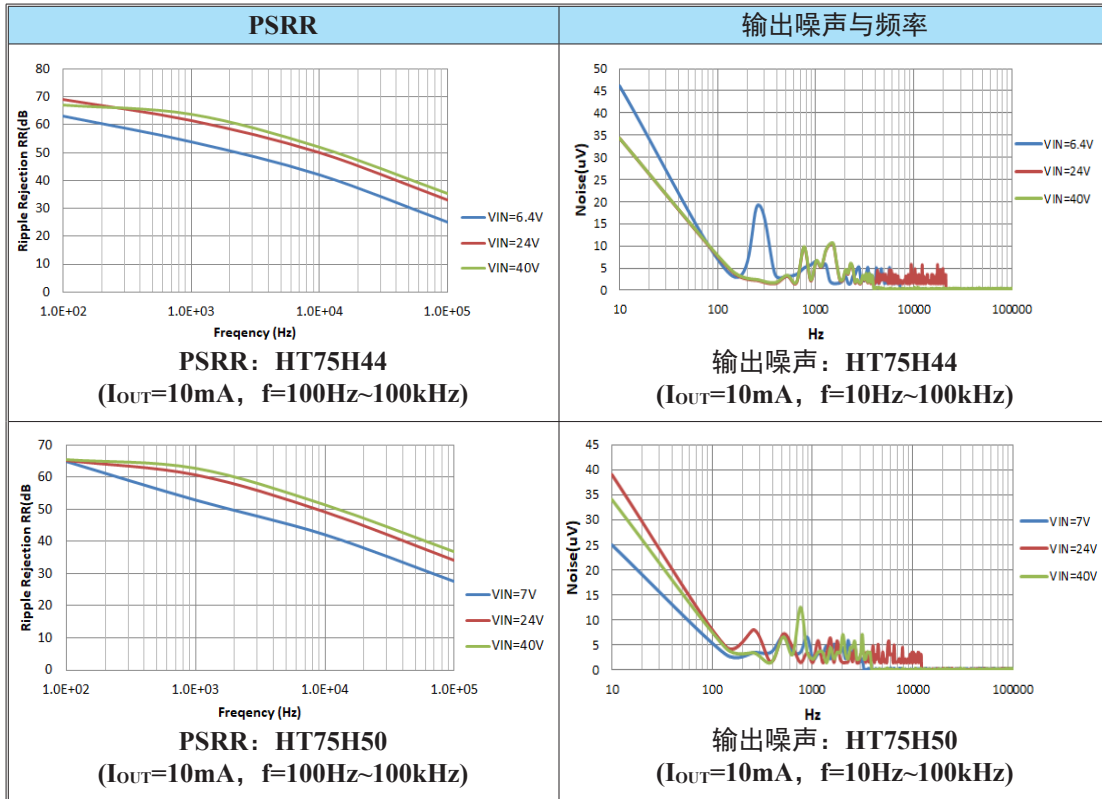 PSRR
输出噪声与频率
80
70
60
50
40
30
20
10
0
Ripple Rejection RR(dB
1.0E+02
1.0E+03
1.0E+04
1.0E+05
Freqency (Hz)
VIN=6.4V
VIN=24V
VIN=40V
PSRR：HT75H44
(IOUT=10mA，f=100Hz~100kHz)
50
45
40
35
30
25
20
15
10
5
0
Noise(uV)
10
100
1000
10000
100000
Hz
VIN=6.4V
VIN=24V
VIN=40V
输出噪声：HT75H44
(IOUT=10mA，f=10Hz~100kHz)
70
60
50
40
30
20
10
0
Ripple Rejection RR(dB
1.0E+02
1.0E+03
1.0E+04
1.0E+05
Freqency (Hz)
VIN=7V
VIN=24V
VIN=40V
PSRR：HT75H50
(IOUT=10mA，f=100Hz~100kHz)
45
40
35
30
25
20
15
10
5
0
Noise(uV)
10
100
1000
10000
100000
Hz
VIN=7V
VIN=24V
VIN=40V
输出噪声：HT75H50
(IOUT=10mA，f=10Hz~100kHz)